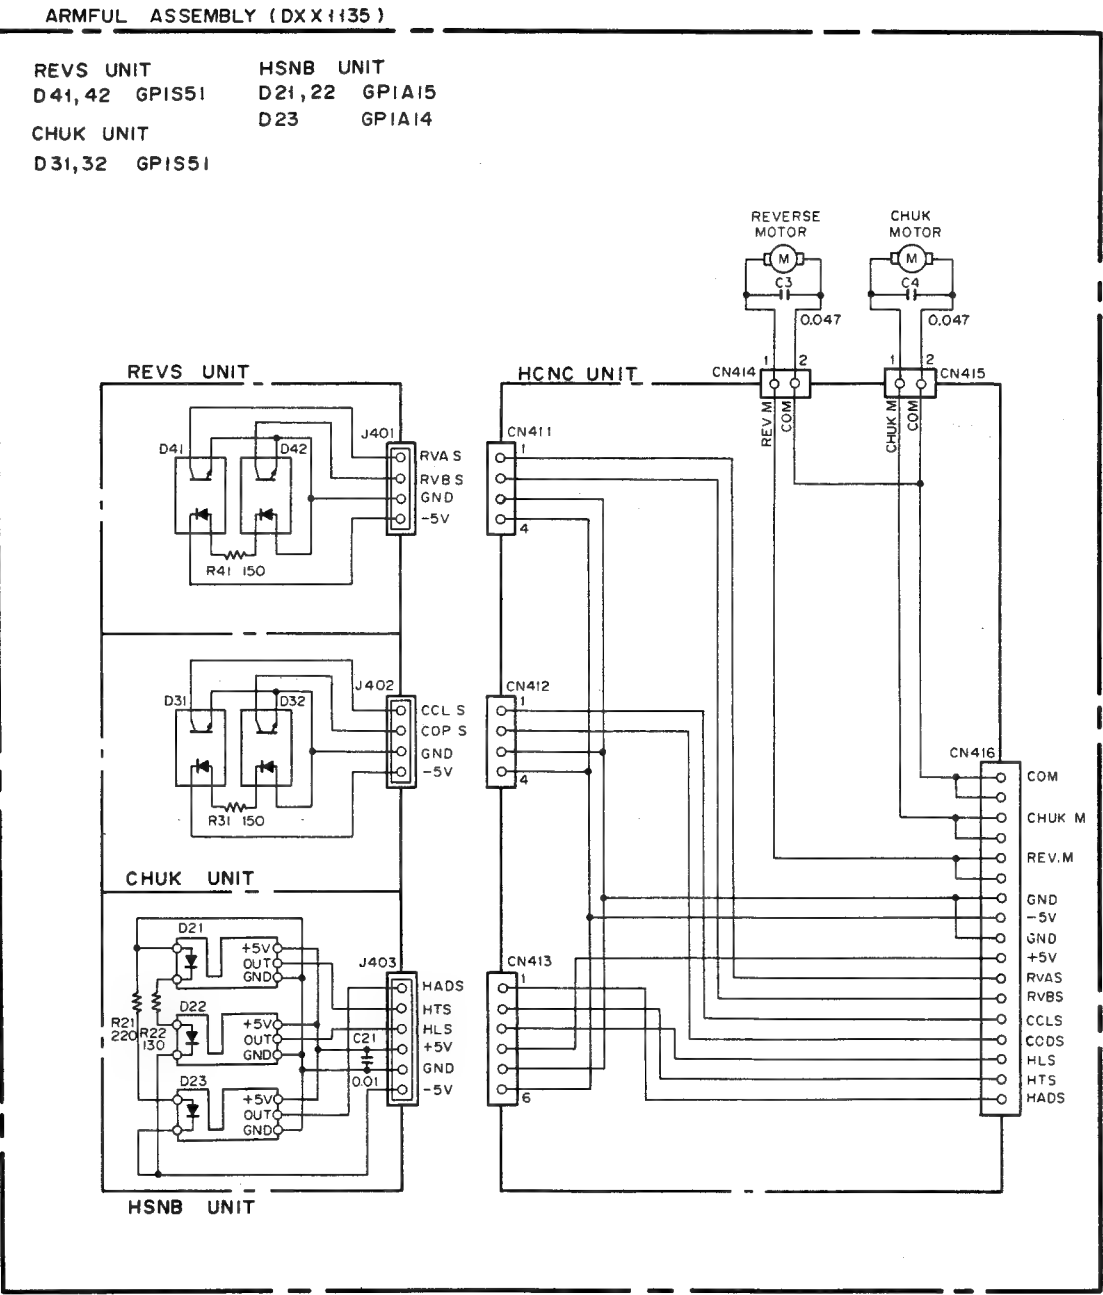 ARMFUL ASSEMBLY (DXX1135)
REVS UNIT
D41,42 GP1S51
CHUK UNIT
D31,32 GP1S51
HSNB UNIT
D21,22 GP1A15
D23 GP1A14
REVERSE
MOTOR
M
C3
0.047
CHUK
MOTOR
M
C4
0.047
REVS UNIT
D41
D42
R41 150
J401
RVA S
RVB S
GND
-5V
D31
D32
R31 150
J402
CCL S
COP S
GND
-5V
CHUK UNIT
D21
+5V
OUT
GND
D22
+5V
OUT
GND
D23
+5V
OUT
GND
R21
220
R22
130
C21
0.01
J403
HADS
HTS
HLS
+5V
GND
-5V
HSNB UNIT
HCNC UNIT
CN414
1
2
REV. M
COM
CN415
1
2
CHUK M
COM
CN411
1
4
CN412
1
4
CN413
1
6
CN416
COM
CHUK M
REV.M
GND
-5V
GND
+5V
RVAS
RVBS
CCLS
CODS
HLS
HTS
HADS